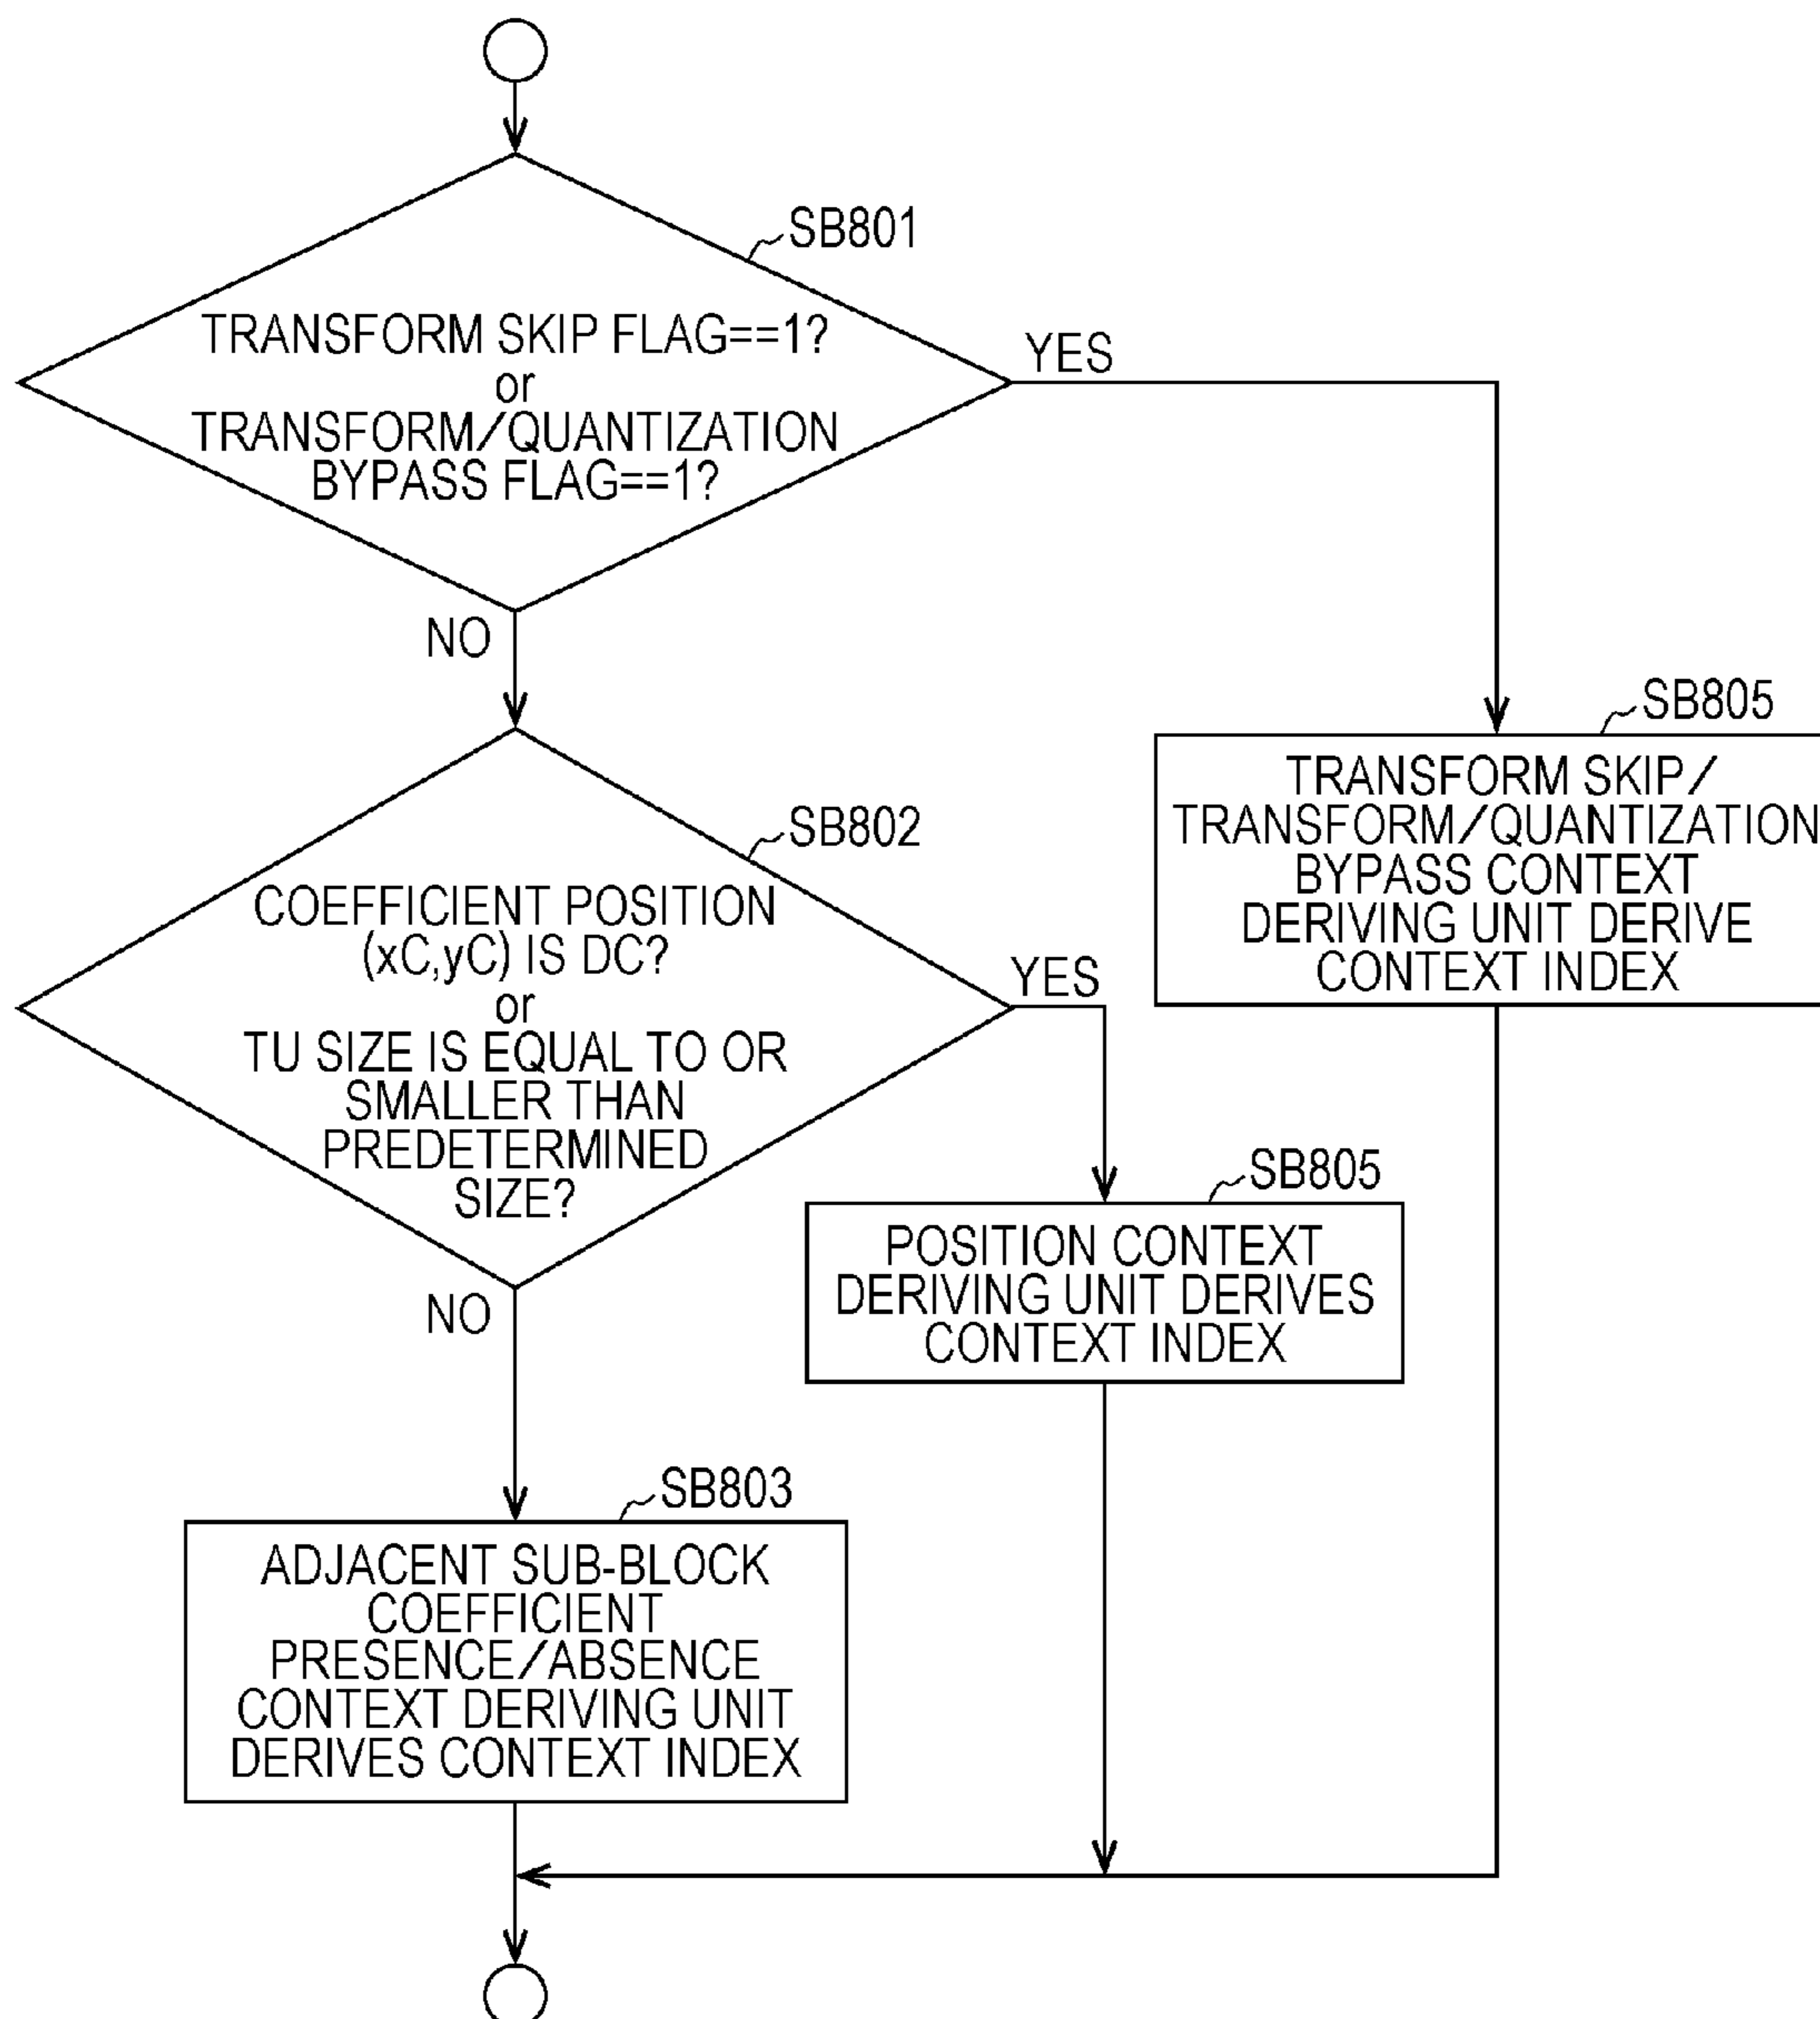 SB801
TRANSFORM SKIP FLAG==1?
or
TRANSFORM/QUANTIZATION
BYPASS FLAG==1?
YES
NO
SB805
TRANSFORM SKIP/
TRANSFORM/QUANTIZATION
BYPASS CONTEXT
DERIVING UNIT DERIVE
CONTEXT INDEX
SB802
COEFFICIENT POSITION
(xC,yC) IS DC?
or
TU SIZE IS EQUAL TO OR
SMALLER THAN
PREDETERMINED
SIZE?
YES
NO
SB805
POSITION CONTEXT
DERIVING UNIT DERIVES
CONTEXT INDEX
SB803
ADJACENT SUB-BLOCK
COEFFICIENT
PRESENCE/ABSENCE
CONTEXT DERIVING UNIT
DERIVES CONTEXT INDEX